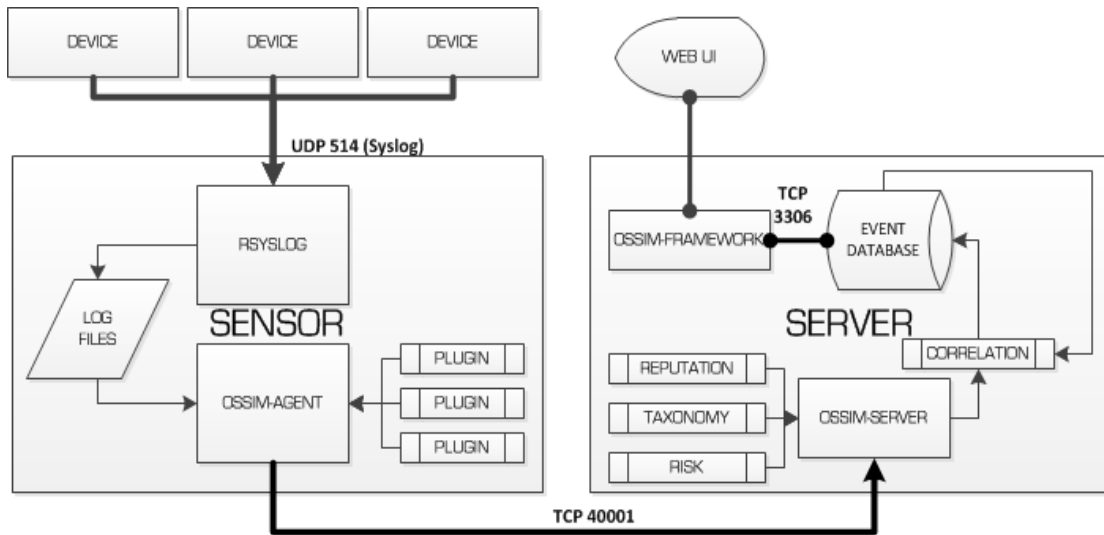 DEVICE
DEVICE
DEVICE
WEB UI
UDP 514 (Syslog)
RSYSLOG
LOG
FILES
SENSOR
OSSIM-AGENT
PLUGIN
PLUGIN
PLUGIN
TCP 40001
OSSIM-FRAMEWORK
TCP
3306
EVENT
DATABASE
SERVER
CORRELATION
REPUTATION
TAXONOMY
RISK
OSSIM-SERVER